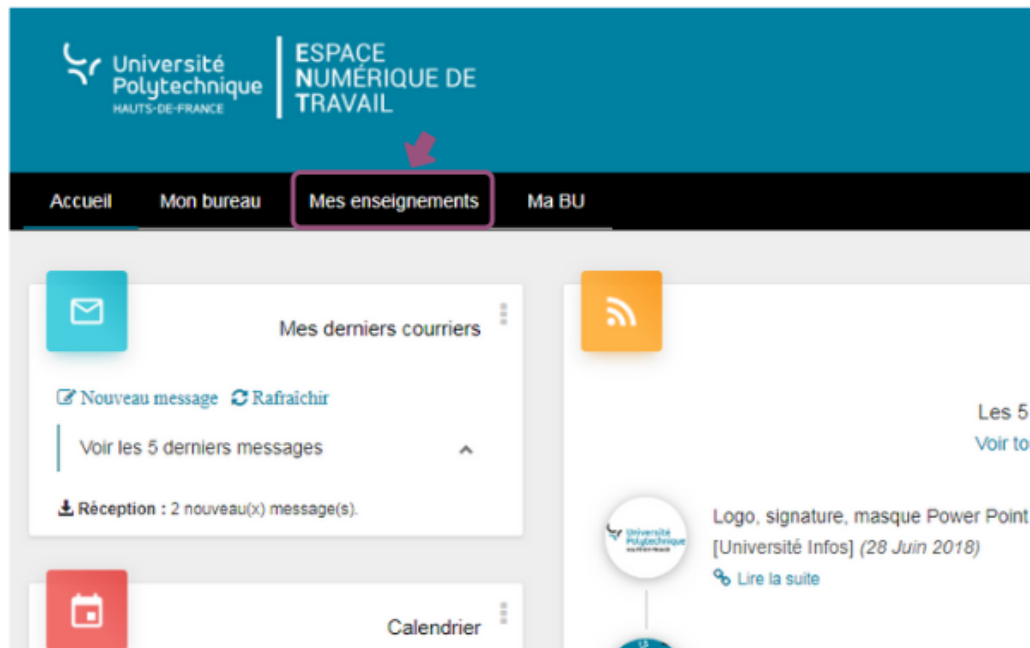 Université
Polytechnique
HAUTS-DE-FRANCE
ESPACE
NUMÉRIQUE DE
TRAVAIL
Accueil Mon bureau Mes enseignements Ma BU
Mes derniers courriers
Nouveau message Rafraîchir
Voir les 5 derniers messages
Réception : 2 nouveau(x) message(s).
Calendrier
Les 5
Voir to
Logo, signature, masque Power Point
[Université Infos] (28 Juin 2018)
Lire la suite
Université
Polytechnique